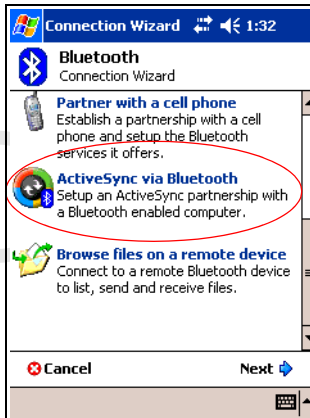 Connection Wizard 1:32
Bluetooth
Connection Wizard
Partner with a cell phone
Establish a partnership with a cell
phone and setup the Bluetooth
services it offers.
ActiveSync via Bluetooth
Setup an ActiveSync partnership with
a Bluetooth enabled computer.
Browse files on a remote device
Connect to a remote Bluetooth device
to list, send and receive files.
Cancel Next